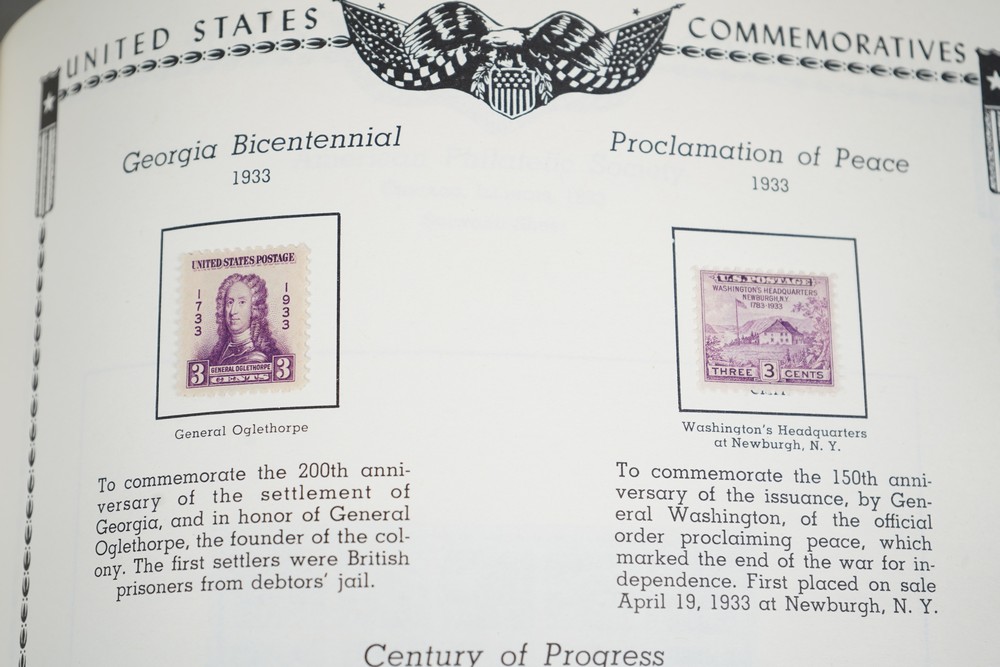 UNITED STATES COMMEMORATIVES
Georgia Bicentennial
1933
UNITED STATES POSTAGE
1733
1933
GENERAL OGLETHORPE
3 CENTS 3
General Oglethorpe
To commemorate the 200th anni-
versary of the settlement of
Georgia, and in honor of General
Oglethorpe, the founder of the col-
ony. The first settlers were British
prisoners from debtors' jail.
Proclamation of Peace
1933
U.S. POSTAGE
WASHINGTON'S HEADQUARTERS
NEWBURGH, N.Y.
1783-1933
THREE 3 CENTS
Washington's Headquarters
at Newburgh, N. Y.
To commemorate the 150th anni-
versary of the issuance, by Gen-
eral Washington, of the official
order proclaiming peace, which
marked the end of the war for in-
dependence. First placed on sale
April 19, 1933 at Newburgh, N. Y.
Century of Progress